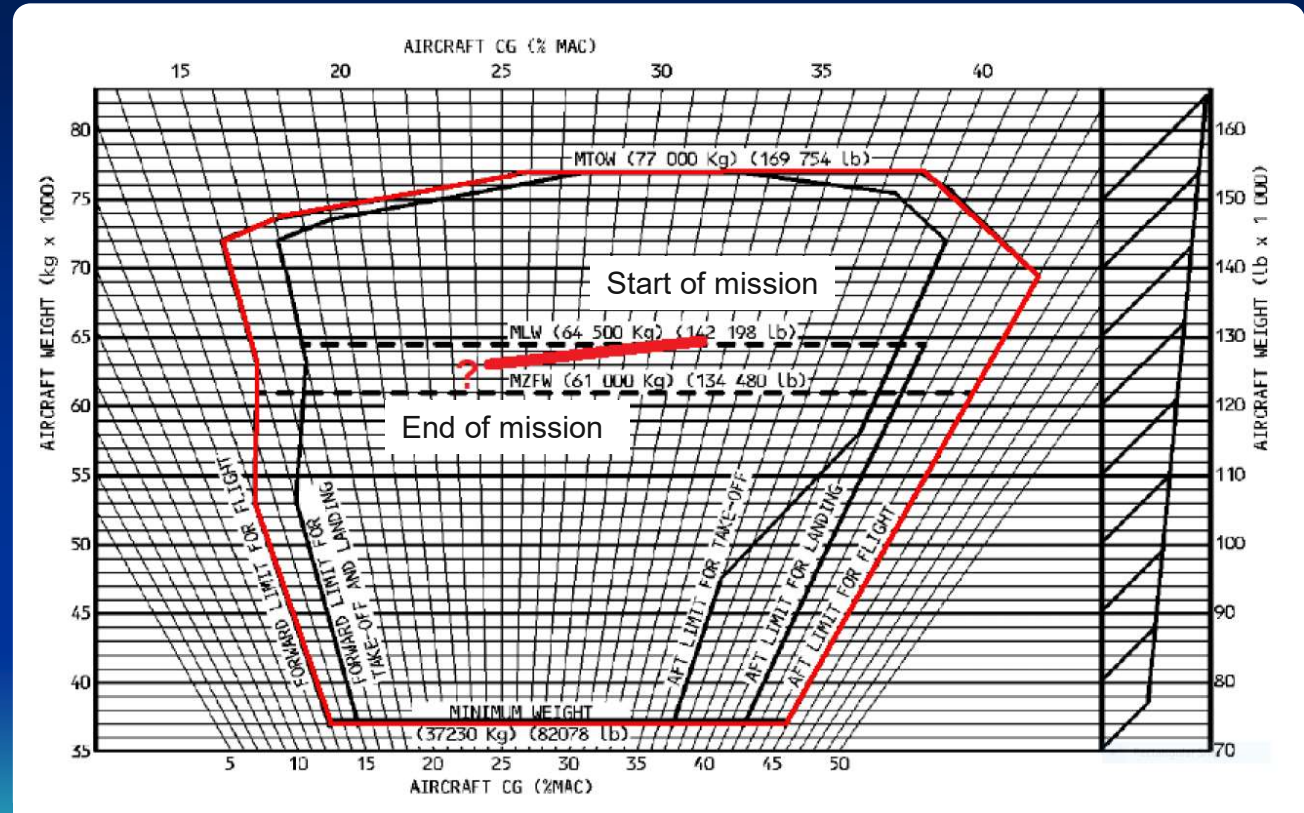 AIRCRAFT CG (% MAC)
15 20 25 30 35 40
AIRCRAFT WEIGHT (kg x 1000)
80
75
70
65
60
55
50
45
40
35
MTOW (77 000 Kg) (169 754 lb)
Start of mission
MLW (64 500 Kg) (142 198 lb)
?
MZFW (61 000 Kg) (134 480 lb)
End of mission
FORWARD LIMIT FOR FLIGHT
FORWARD LIMIT FOR
TAKE-OFF AND LANDING
AFT LIMIT FOR TAKE-OFF
AFT LIMIT FOR LANDING
AFT LIMIT FOR FLIGHT
MINIMUM WEIGHT
(37230 Kg) (82078 lb)
160
150
140
130
120
110
100
90
80
70
AIRCRAFT WEIGHT (lb x 1 000)
5 10 15 20 25 30 35 40 45 50
AIRCRAFT CG (%MAC)